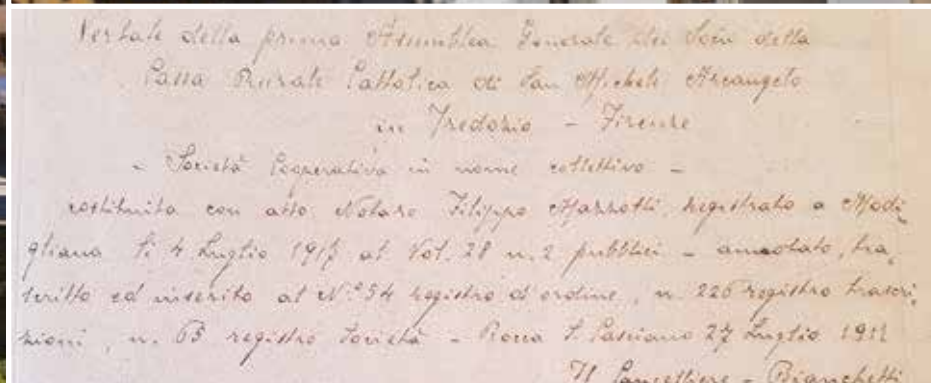 Verbale della prima Assemblea Generale dei Soci della
Cassa Rurale Cattolica di San Michele Arcangelo
in Tredozio - Firenze
- Società Cooperativa in nome collettivo -
costituita con atto Notaro Filippo Mazzotti, registrato a Modi-
gliana li 4 Luglio 1913 al Vol. 28 n. 2 pubblici - annotato, tra-
scritto ed inserito al N.° 54 registro d'ordine, n. 226 registro trascri-
zioni, n. 63 registro Società - Rocca S. Casciano 27 Luglio
Il Cancelliere - Bianchetti